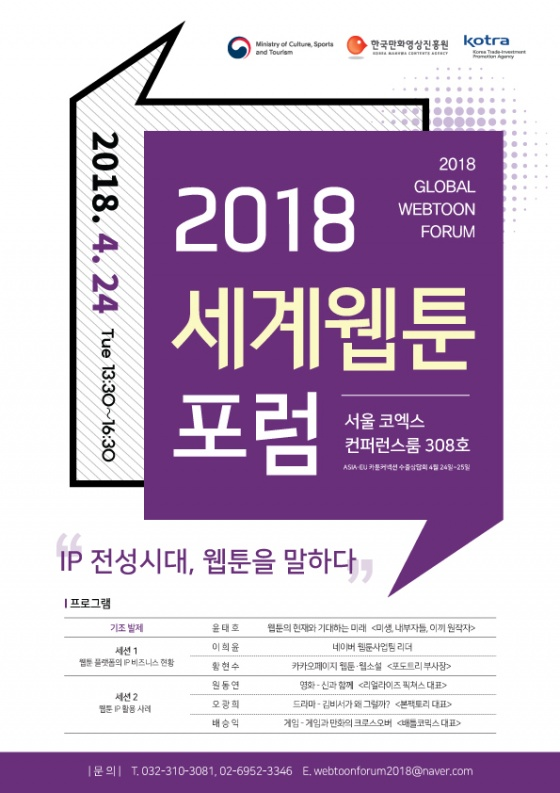 Ministry of Culture, Sports
and Tourism
한국만화영상진흥원
KOREA MANHWA CONTENTS AGENCY
kotra
Korea Trade-Investment
Promotion Agency
2018. 4. 24 Tue 13:30~16:30
2018
GLOBAL
WEBTOON
FORUM
2018
세계웹툰
포럼
서울 코엑스
컨퍼런스룸 308호
ASIA-EU 카툰커넥션 수출상담회 4월 24일~25일
“IP 전성시대, 웹툰을 말하다”
프로그램
기조 발제 윤태호 웹툰의 현재와 기대하는 미래 <미생, 내부자들, 이끼 원작자>
세션 1
웹툰 플랫폼의 IP 비즈니스 현황
이희윤 네이버 웹툰사업팀 리더
황현수 카카오페이지 웹툰·웹소설 <포도트리 부사장>
세션 2
웹툰 IP 활용 사례
원동연 영화 - 신과 함께 <리얼라이즈 픽쳐스 대표>
오광희 드라마 - 김비서가 왜 그럴까? <본팩토리 대표>
배승익 게임 - 게임과 만화의 크로스오버 <배틀코믹스 대표>
| 문의 | T. 032-310-3081, 02-6952-3346 E. webtoonforum2018@naver.com